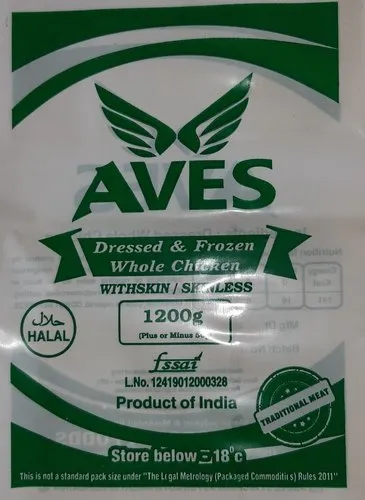 AVES
Dressed & Frozen
Whole Chicken
WITHSKIN / SKINLESS
1200g
(Plus or Minus
حلال
HALAL
fssai
L.No. 12419012000328
Product of India
TRADITIONAL MEAT
Store below -18°c
This is not a standard pack size under "The Legal Metrology (Packaged Commodities) Rules 2011"